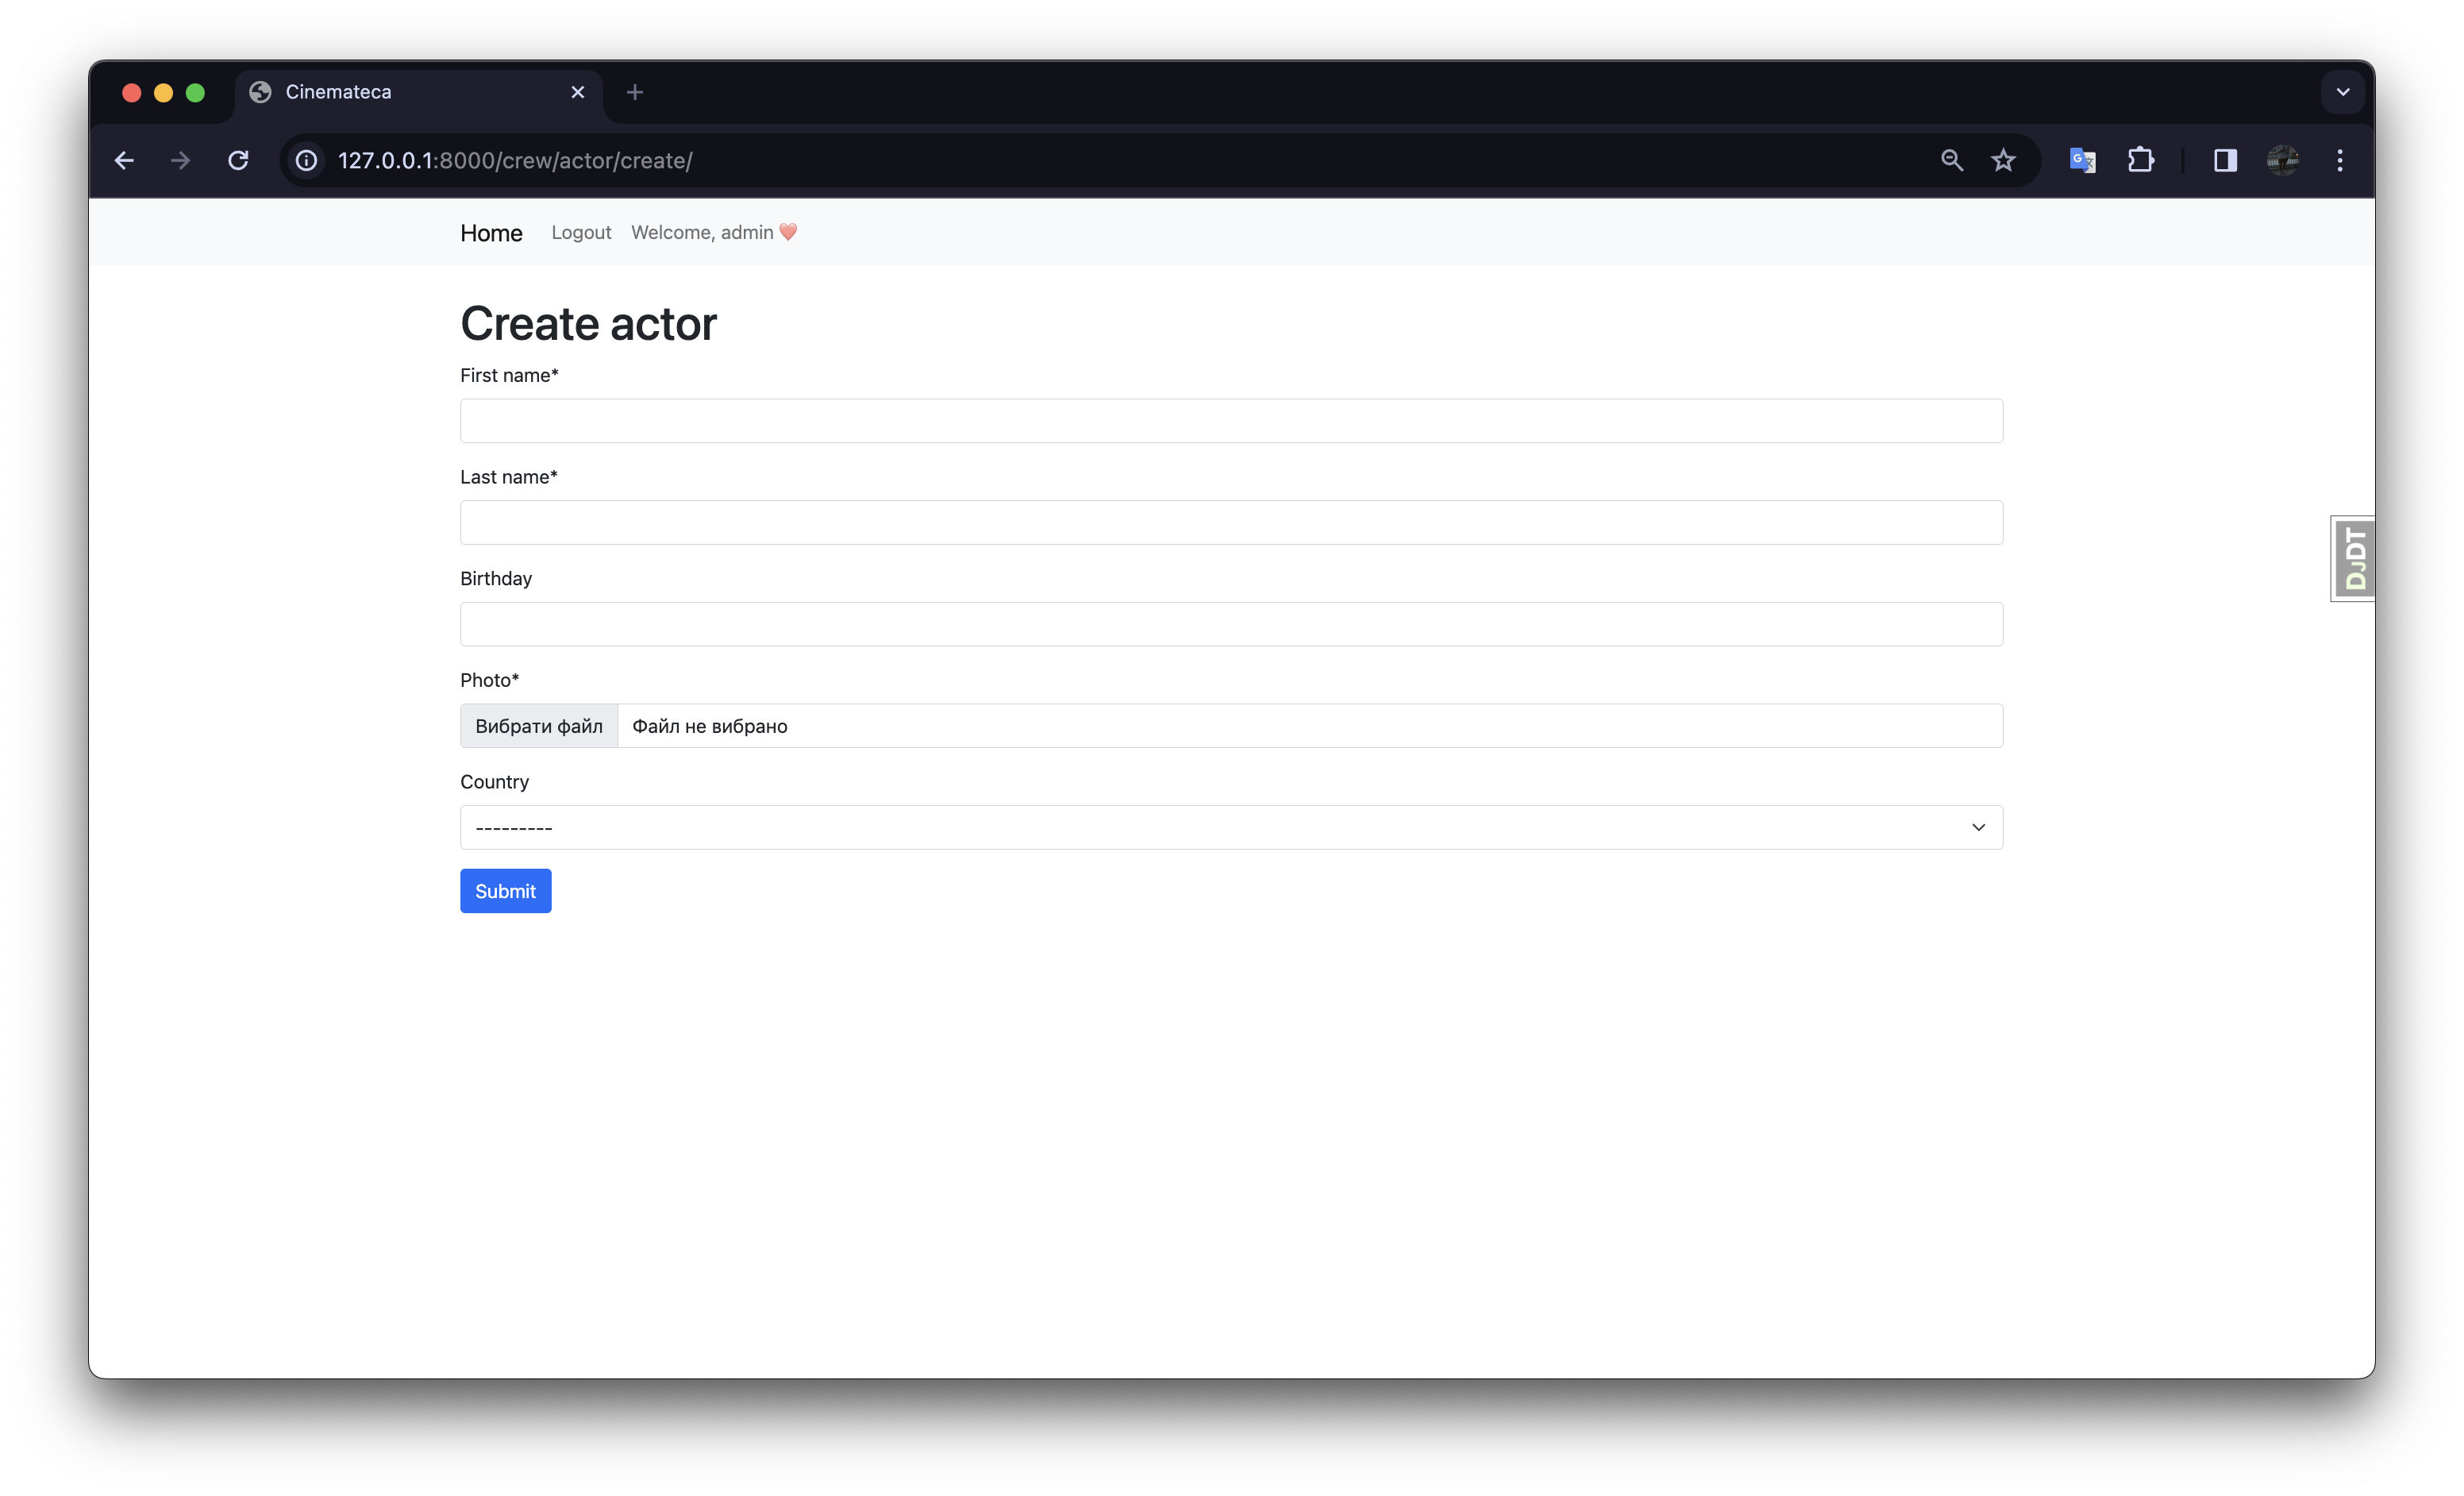 Cinemateca
127.0.0.1:8000/crew/actor/create/
Home Logout Welcome, admin
Create actor
First name*
Last name*
Birthday
DJDT
Photo*
Вибрати файл Файл не вибрано
Country
---------
Submit